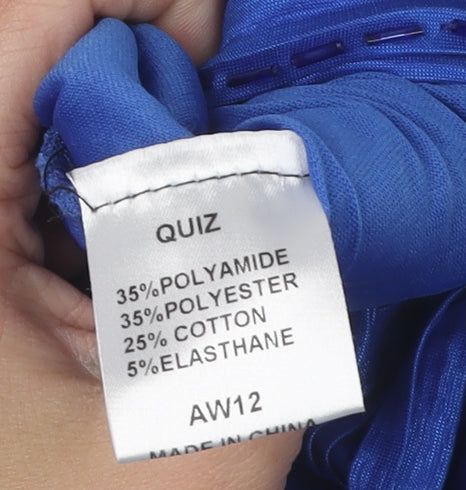 QUIZ
35%POLYAMIDE
35%POLYESTER
25% COTTON
5%ELASTHANE
AW12
MADE IN CHINA